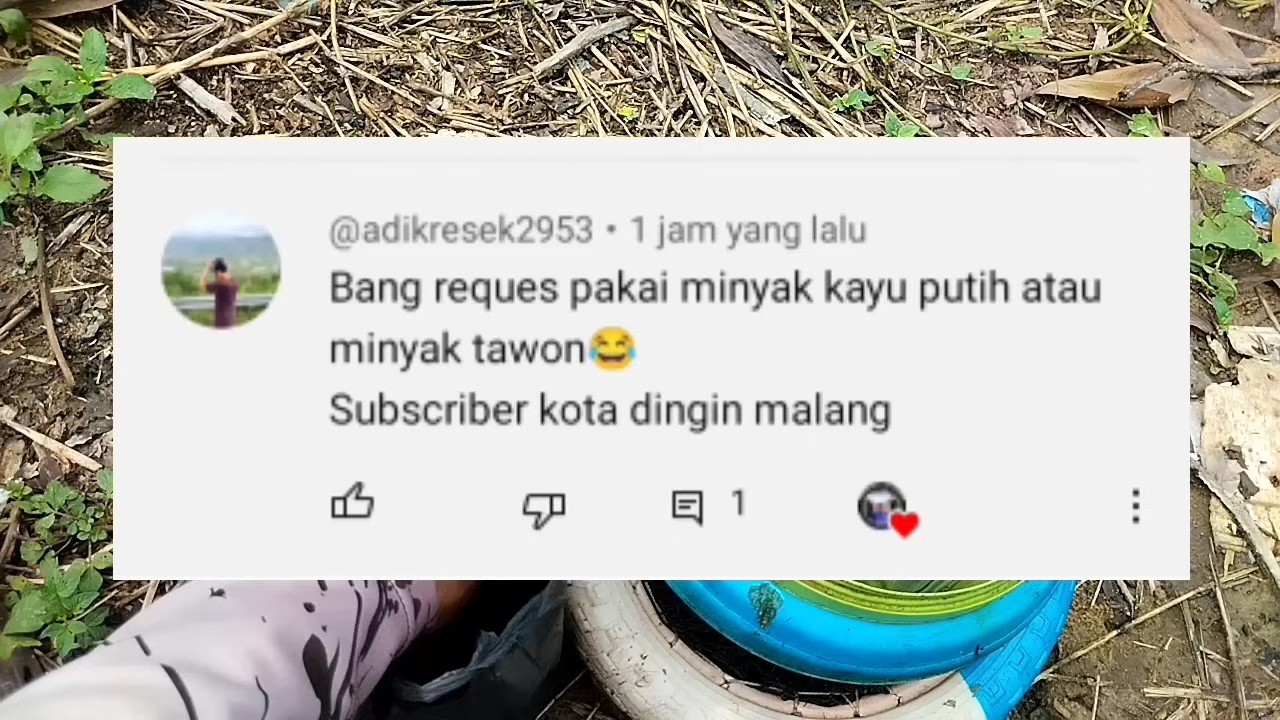 @adikresek2953 • 1 jam yang lalu
Bang reques pakai minyak kayu putih atau
minyak tawon😂
Subscriber kota dingin malang
1